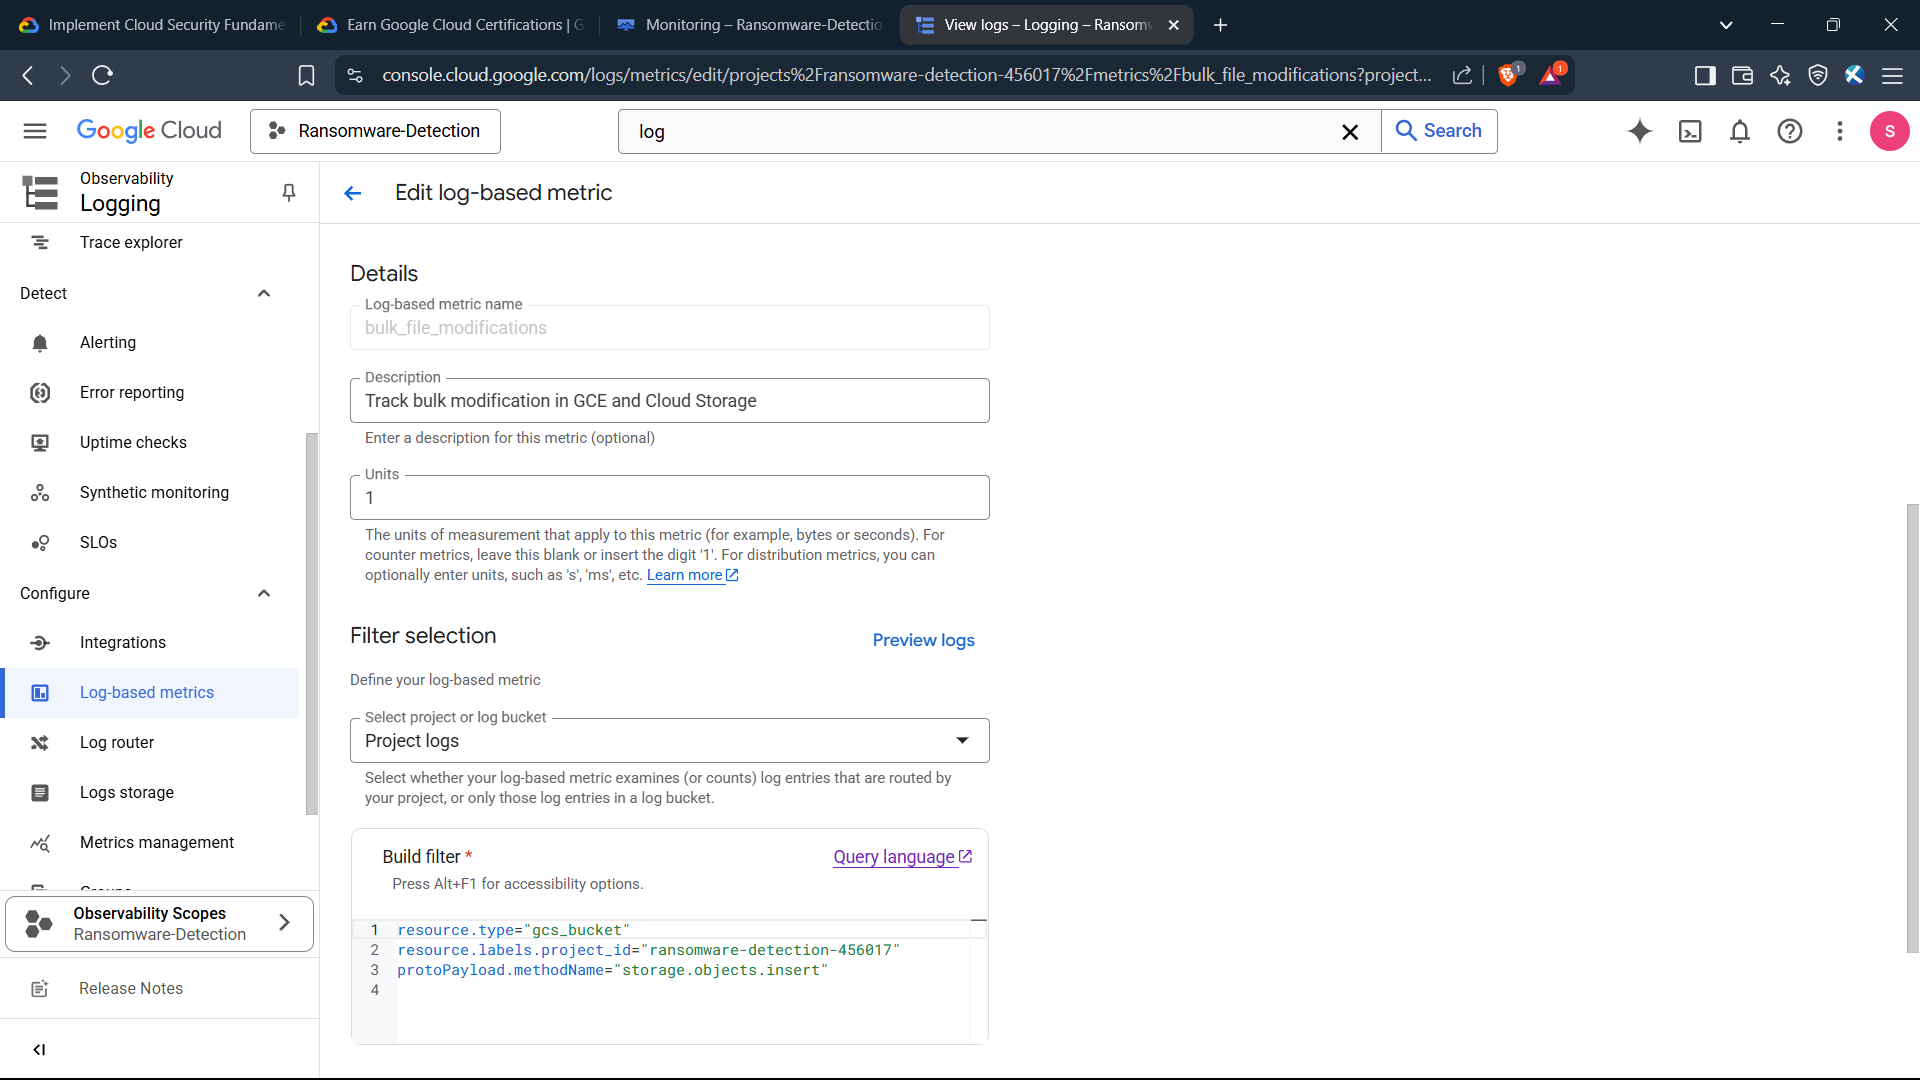 Implement Cloud Security Fundame
Earn Google Cloud Certifications | G
Monitoring – Ransomware-Detectio
View logs – Logging – Ransomw
console.cloud.google.com/logs/metrics/edit/projects%2Fransomware-detection-456017%2Fmetrics%2Fbulk_file_modifications?project...
1
1
Google Cloud
Ransomware-Detection
log
Search
S
Observability
Logging
Trace explorer
Detect
Alerting
Error reporting
Uptime checks
Synthetic monitoring
SLOs
Configure
Integrations
Log-based metrics
Log router
Logs storage
Metrics management
Observability Scopes
Ransomware-Detection
Release Notes
Edit log-based metric
Details
Log-based metric name
bulk_file_modifications
Description
Track bulk modification in GCE and Cloud Storage
Enter a description for this metric (optional)
Units
1
The units of measurement that apply to this metric (for example, bytes or seconds). For
counter metrics, leave this blank or insert the digit '1'. For distribution metrics, you can
optionally enter units, such as 's', 'ms', etc. Learn more
Filter selection
Preview logs
Define your log-based metric
Select project or log bucket
Project logs
Select whether your log-based metric examines (or counts) log entries that are routed by
your project, or only those log entries in a log bucket.
Build filter *
Query language
Press Alt+F1 for accessibility options.
1 resource.type="gcs_bucket"
2 resource.labels.project_id="ransomware-detection-456017"
3 protoPayload.methodName="storage.objects.insert"
4